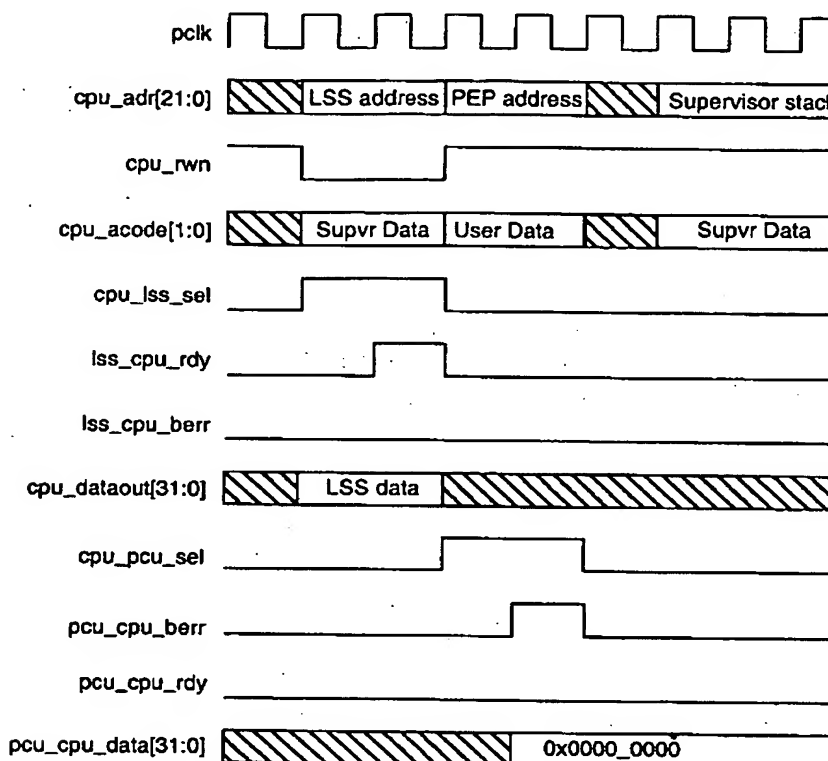 pclk
cpu_adr[21:0] LSS address PEP address Supervisor stack
cpu_rwn
cpu_acode[1:0] Supvr Data User Data Supvr Data
cpu_lss_sel
lss_cpu_rdy
lss_cpu_berr
cpu_dataout[31:0] LSS data
cpu_pcu_sel
pcu_cpu_berr
pcu_cpu_rdy
pcu_cpu_data[31:0] 0x0000_0000